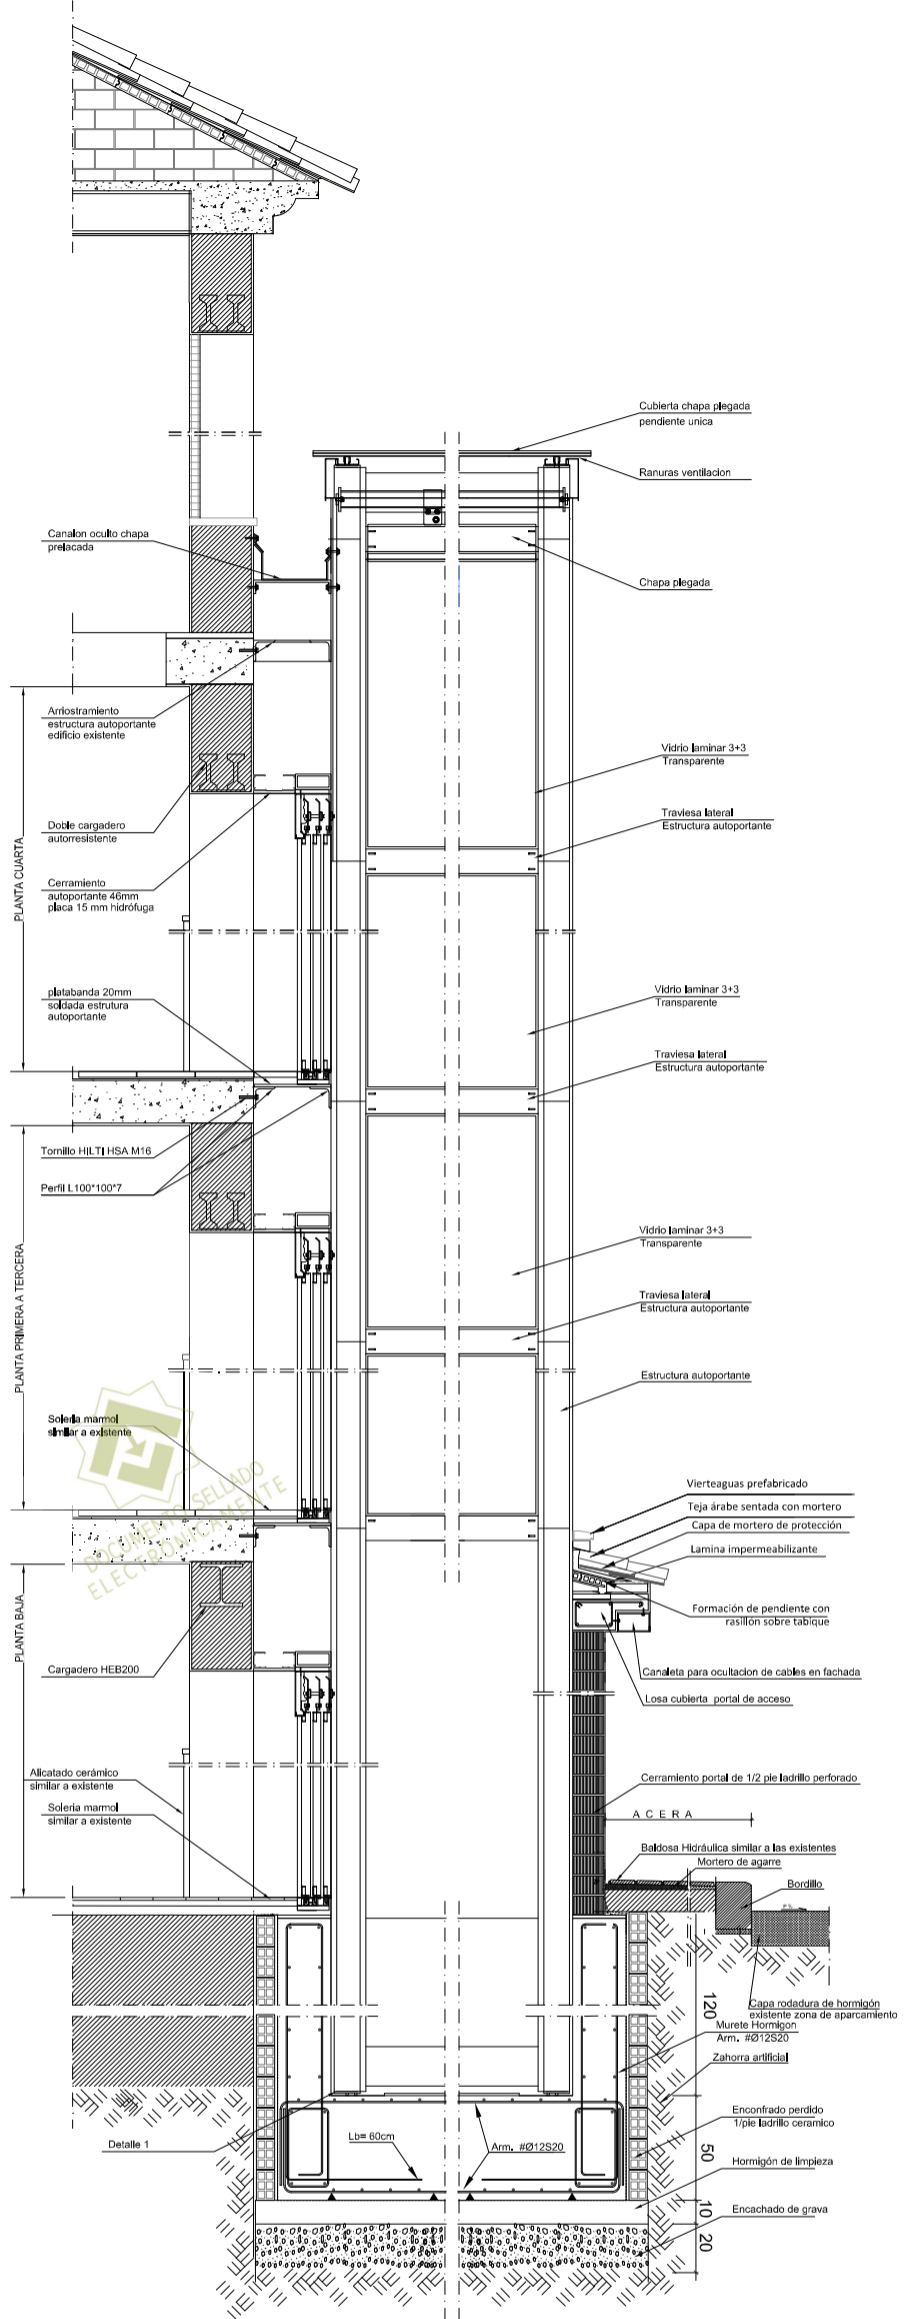 Cubierta chapa plegada
pendiente unica
Ranuras ventilacion
Canalon oculto chapa
prelacada
Chapa plegada
Arriostramiento
estructura autoportante
edificio existente
Vidrio laminar 3+3
Transparente
Doble cargadero
autorresistente
Traviesa lateral
Estructura autoportante
Cerramiento
autoportante 46mm
placa 15 mm hidrófuga
PLANTA CUARTA
platabanda 20mm
soldada estrutura
autoportante
Vidrio laminar 3+3
Transparente
Traviesa lateral
Estructura autoportante
Tornillo HILTI HSA M16
Perfil L100*100*7
Vidrio laminar 3+3
Transparente
PLANTA PRIMERA A TERCERA
Traviesa lateral
Estructura autoportante
Estructura autoportante
Soleria marmol
similar a existente
DOCUMENTO SELLADO
ELECTRÓNICAMENTE
Vierteaguas prefabricado
Teja árabe sentada con mortero
Capa de mortero de protección
Lamina impermeabilizante
Formación de pendiente con
rasillón sobre tabique
PLANTA BAJA
Cargadero HEB200
Canaleta para ocultacion de cables en fachada
Losa cubierta portal de acceso
Alicatado cerámico
similar a existente
Soleria marmol
similar a existente
Cerramiento portal de 1/2 pie ladrillo perforado
ACERA
Baldosa Hidráulica similar a las existentes
Mortero de agarre
Bordillo
Capa rodadura de hormigón
existente zona de aparcamiento
120
Murete Hormigon
Arm. #Ø12S20
Zahorra artificial
Enconfrado perdido
1/pie ladrillo ceramico
Detalle 1
Lb= 60cm
Arm. #Ø12S20
50
Hormigón de limpieza
10
Encachado de grava
20